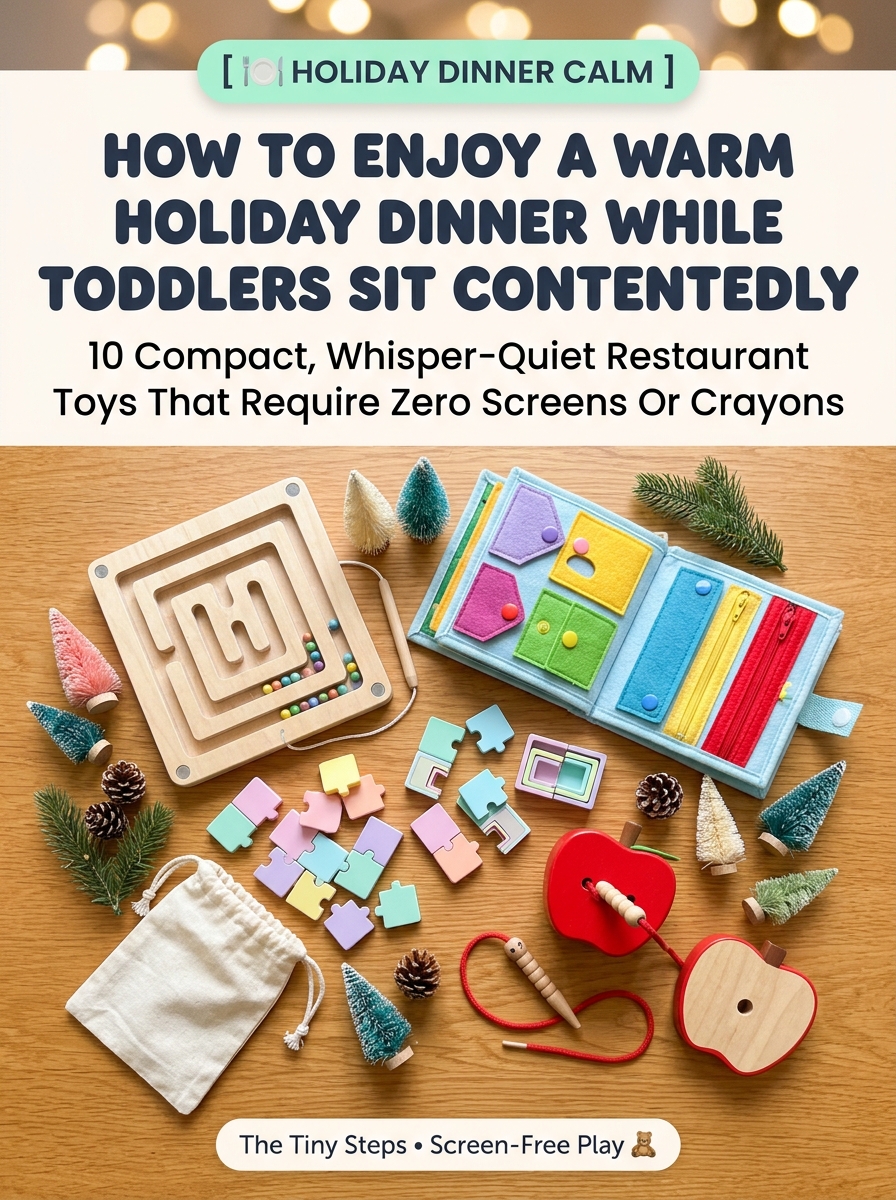 [🍽️ HOLIDAY DINNER CALM ]
HOW TO ENJOY A WARM
HOLIDAY DINNER WHILE
TODDLERS SIT CONTENTEDLY
10 Compact, Whisper-Quiet Restaurant
Toys That Require Zero Screens Or Crayons
The Tiny Steps • Screen-Free Play 🧸